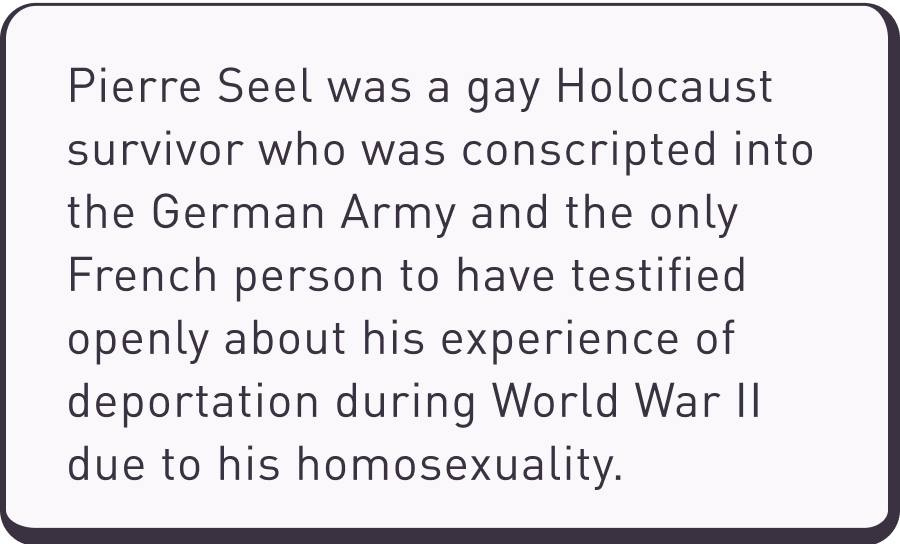 Pierre Seel was a gay Holocaust
survivor who was conscripted into
the German Army and the only
French person to have testified
openly about his experience of
deportation during World War II
due to his homosexuality.